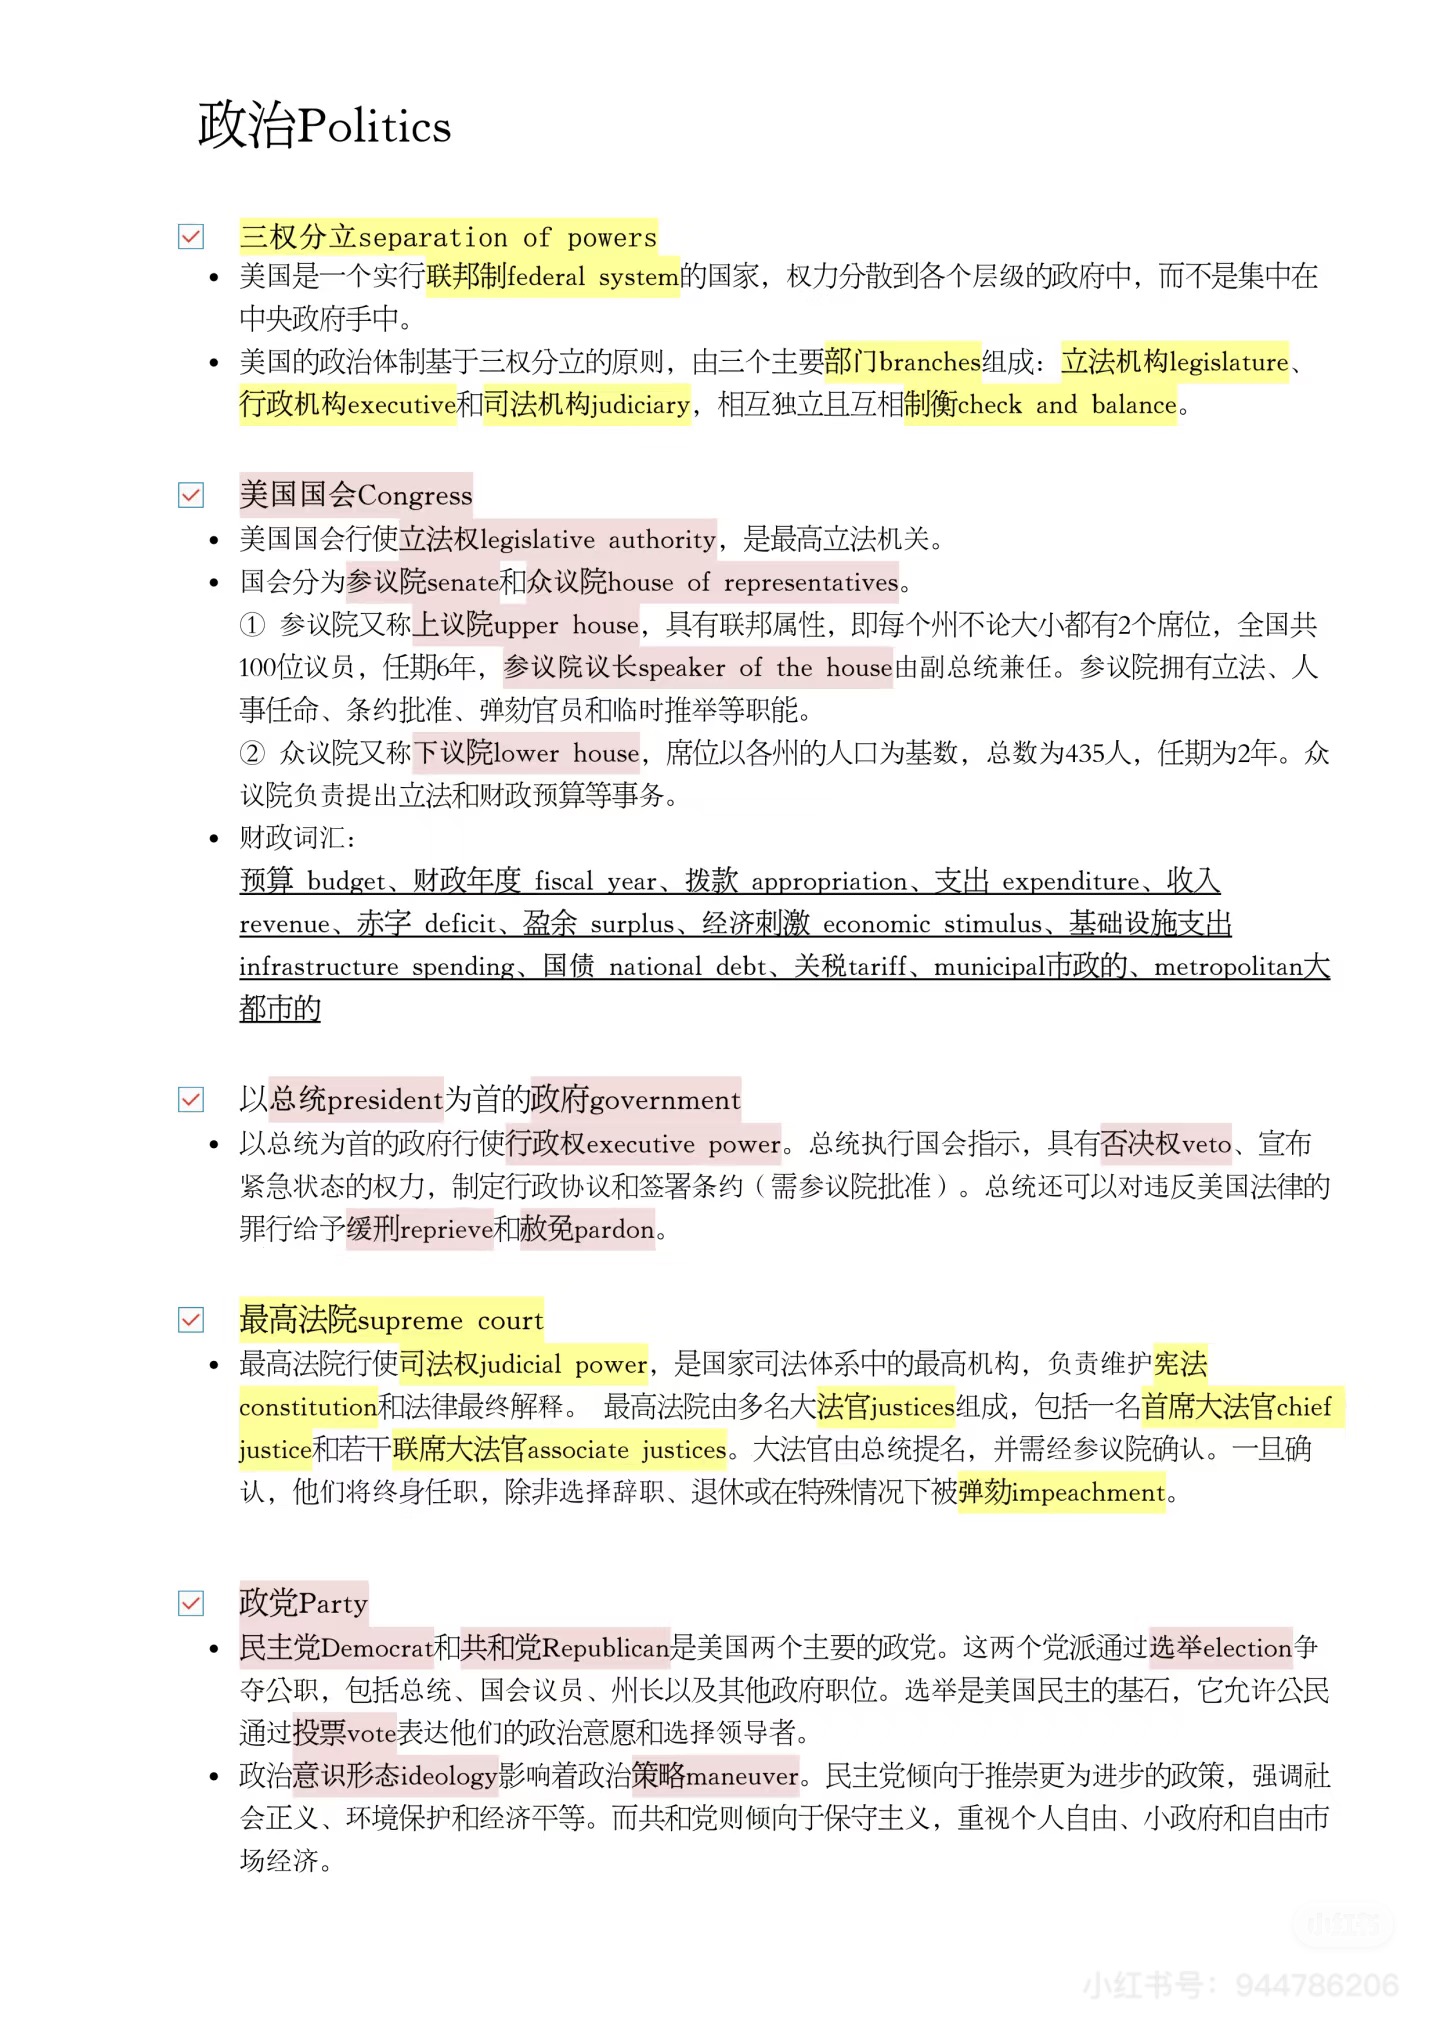 政治Politics
三权分立separation of powers
美国是一个实行联邦制federal system的国家，权力分散到各个层级的政府中，而不是集中在
中央政府手中。
美国的政治体制基于三权分立的原则，由三个主要部门branches组成：立法机构legislature、
行政机构executive和司法机构judiciary，相互独立且互相制衡check and balance。
美国国会Congress
美国国会行使立法权legislative authority，是最高立法机关。
国会分为参议院senate和众议院house of representatives。
① 参议院又称上议院upper house，具有联邦属性，即每个州不论大小都有2个席位，全国共
100位议员，任期6年，参议院议长speaker of the house由副总统兼任。参议院拥有立法、人
事任命、条约批准、弹劾官员和临时推举等职能。
② 众议院又称下议院lower house，席位以各州的人口为基数，总数为435人，任期为2年。众
议院负责提出立法和财政预算等事务。
财政词汇：
预算 budget、财政年度 fiscal year、拨款 appropriation、支出 expenditure、收入
revenue、赤字 deficit、盈余 surplus、经济刺激 economic stimulus、基础设施支出
infrastructure spending、国债 national debt、关税tariff、municipal市政的、metropolitan大
都市的
以总统president为首的政府government
以总统为首的政府行使行政权executive power。总统执行国会指示，具有否决权veto、宣布
紧急状态的权力，制定行政协议和签署条约（需参议院批准）。总统还可以对违反美国法律的
罪行给予缓刑reprieve和赦免pardon。
最高法院supreme court
最高法院行使司法权judicial power，是国家司法体系中的最高机构，负责维护宪法
constitution和法律最终解释。 最高法院由多名大法官justices组成，包括一名首席大法官chief
justice和若干联席大法官associate justices。大法官由总统提名，并需经参议院确认。一旦确
认，他们将终身任职，除非选择辞职、退休或在特殊情况下被弹劾impeachment。
政党Party
民主党Democrat和共和党Republican是美国两个主要的政党。这两个党派通过选举election争
夺公职，包括总统、国会议员、州长以及其他政府职位。选举是美国民主的基石，它允许公民
通过投票vote表达他们的政治意愿和选择领导者。
政治意识形态ideology影响着政治策略maneuver。民主党倾向于推崇更为进步的政策，强调社
会正义、环境保护和经济平等。而共和党则倾向于保守主义，重视个人自由、小政府和自由市
场经济。
小红书
小红书号：944786206